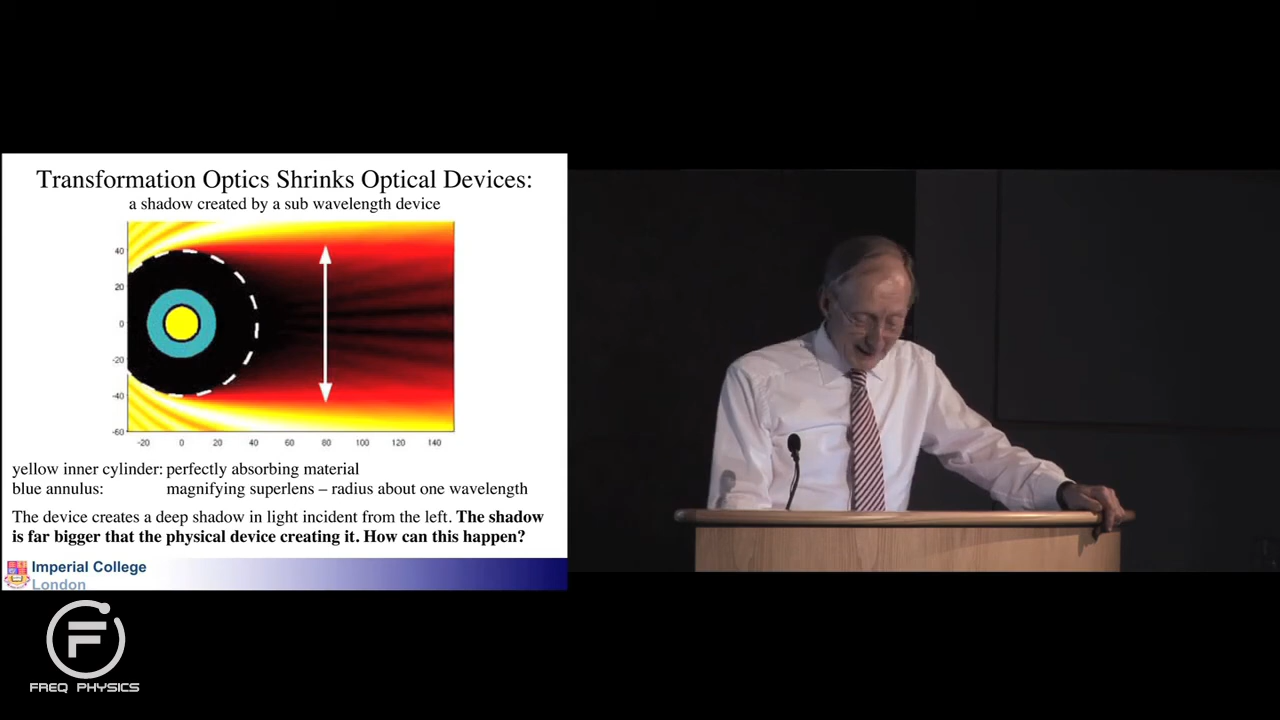 Transformation Optics Shrinks Optical Devices:
a shadow created by a sub wavelength device
40
20
0
-20
-40
-60
-20 0 20 40 60 80 100 120 140
yellow inner cylinder: perfectly absorbing material
blue annulus: magnifying superlens – radius about one wavelength
The device creates a deep shadow in light incident from the left. The shadow
is far bigger that the physical device creating it. How can this happen?
Imperial College
London
F
FREQ PHYSICS